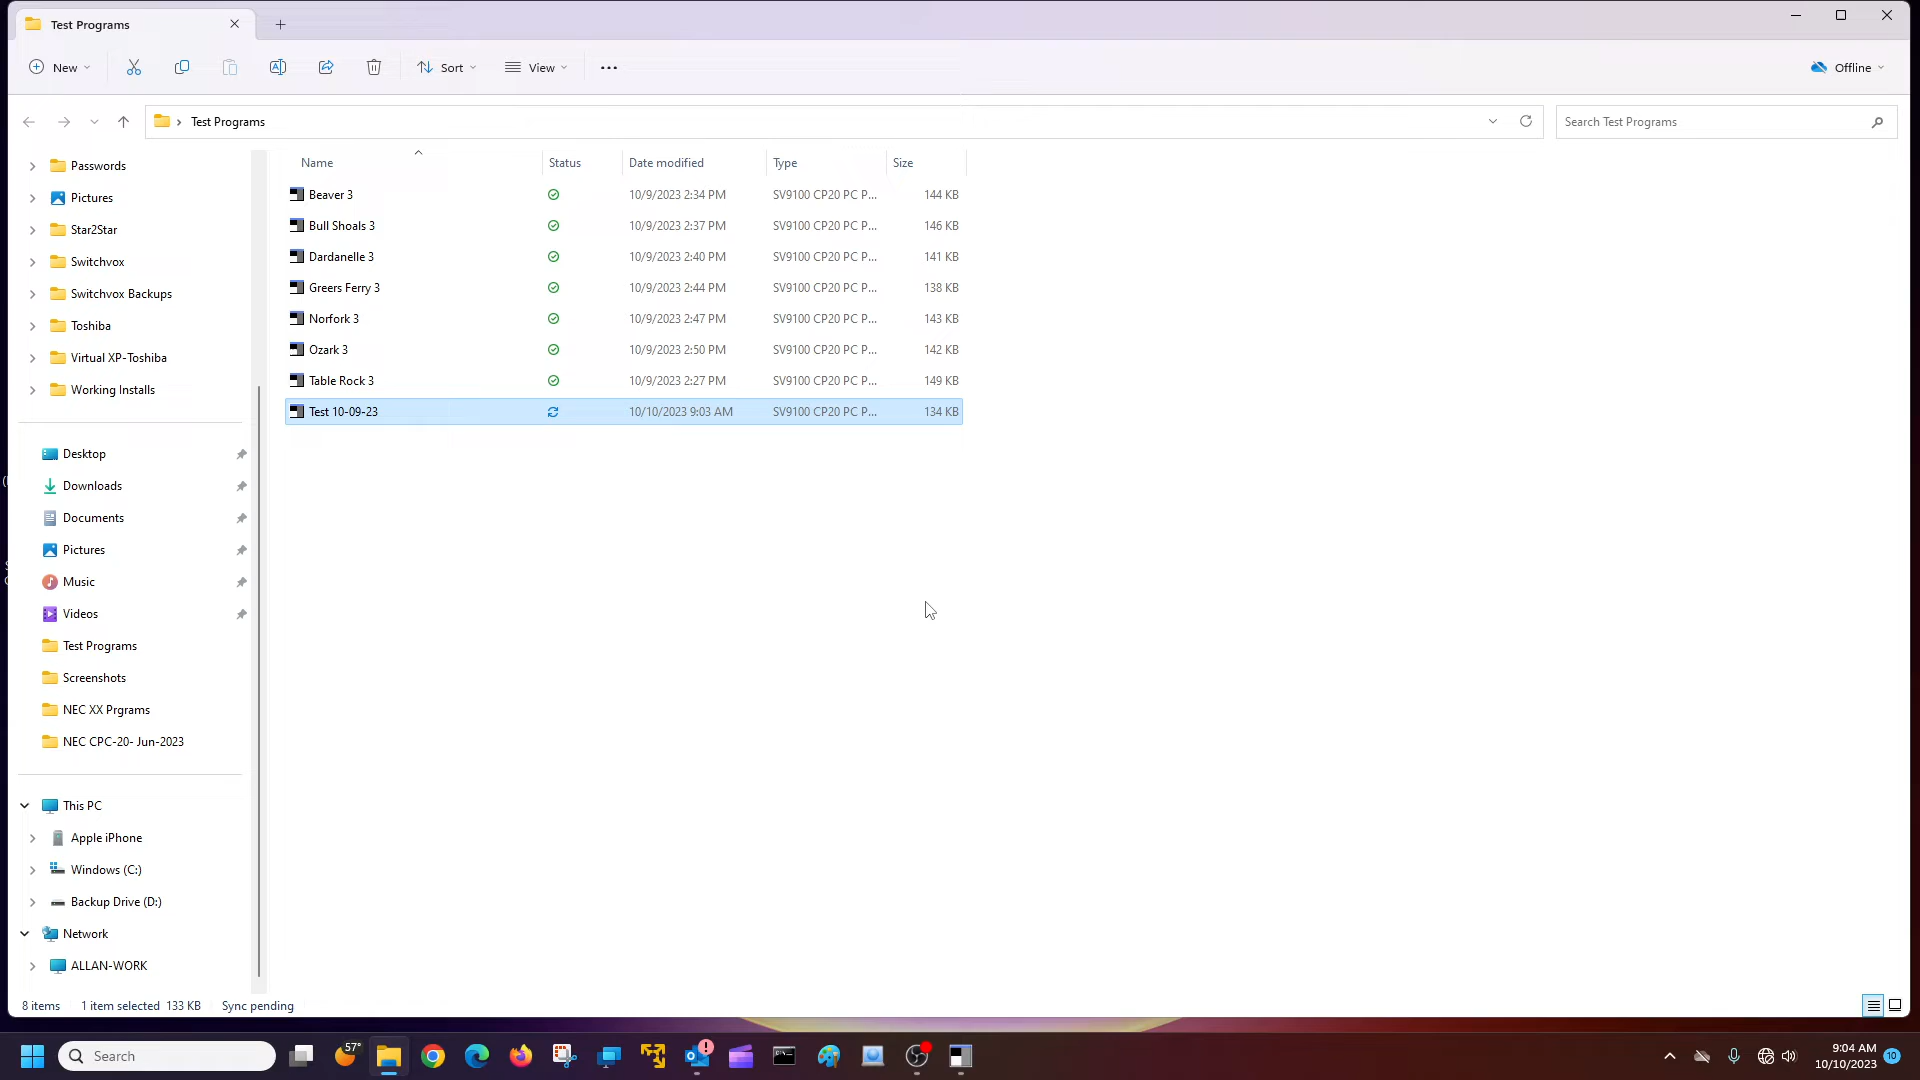 Test Programs
New
Sort
View
Offline
Test Programs
Search Test Programs
Name
Status
Date modified
Type
Size
Passwords
Pictures
Star2Star
Switchvox
Switchvox Backups
Toshiba
Virtual XP-Toshiba
Working Installs
Desktop
Downloads
Documents
Pictures
Music
Videos
Test Programs
Screenshots
NEC XX Prgrams
NEC CPC-20- Jun-2023
This PC
Apple iPhone
Windows (C:)
Backup Drive (D:)
Network
ALLAN-WORK
Beaver 3 10/9/2023 2:34 PM SV9100 CP20 PC P... 144 KB
Bull Shoals 3 10/9/2023 2:37 PM SV9100 CP20 PC P... 146 KB
Dardanelle 3 10/9/2023 2:40 PM SV9100 CP20 PC P... 141 KB
Greers Ferry 3 10/9/2023 2:44 PM SV9100 CP20 PC P... 138 KB
Norfork 3 10/9/2023 2:47 PM SV9100 CP20 PC P... 143 KB
Ozark 3 10/9/2023 2:50 PM SV9100 CP20 PC P... 142 KB
Table Rock 3 10/9/2023 2:27 PM SV9100 CP20 PC P... 149 KB
Test 10-09-23 10/10/2023 9:03 AM SV9100 CP20 PC P... 134 KB
8 items 1 item selected 133 KB Sync pending
Search
57°
9:04 AM
10/10/2023
10